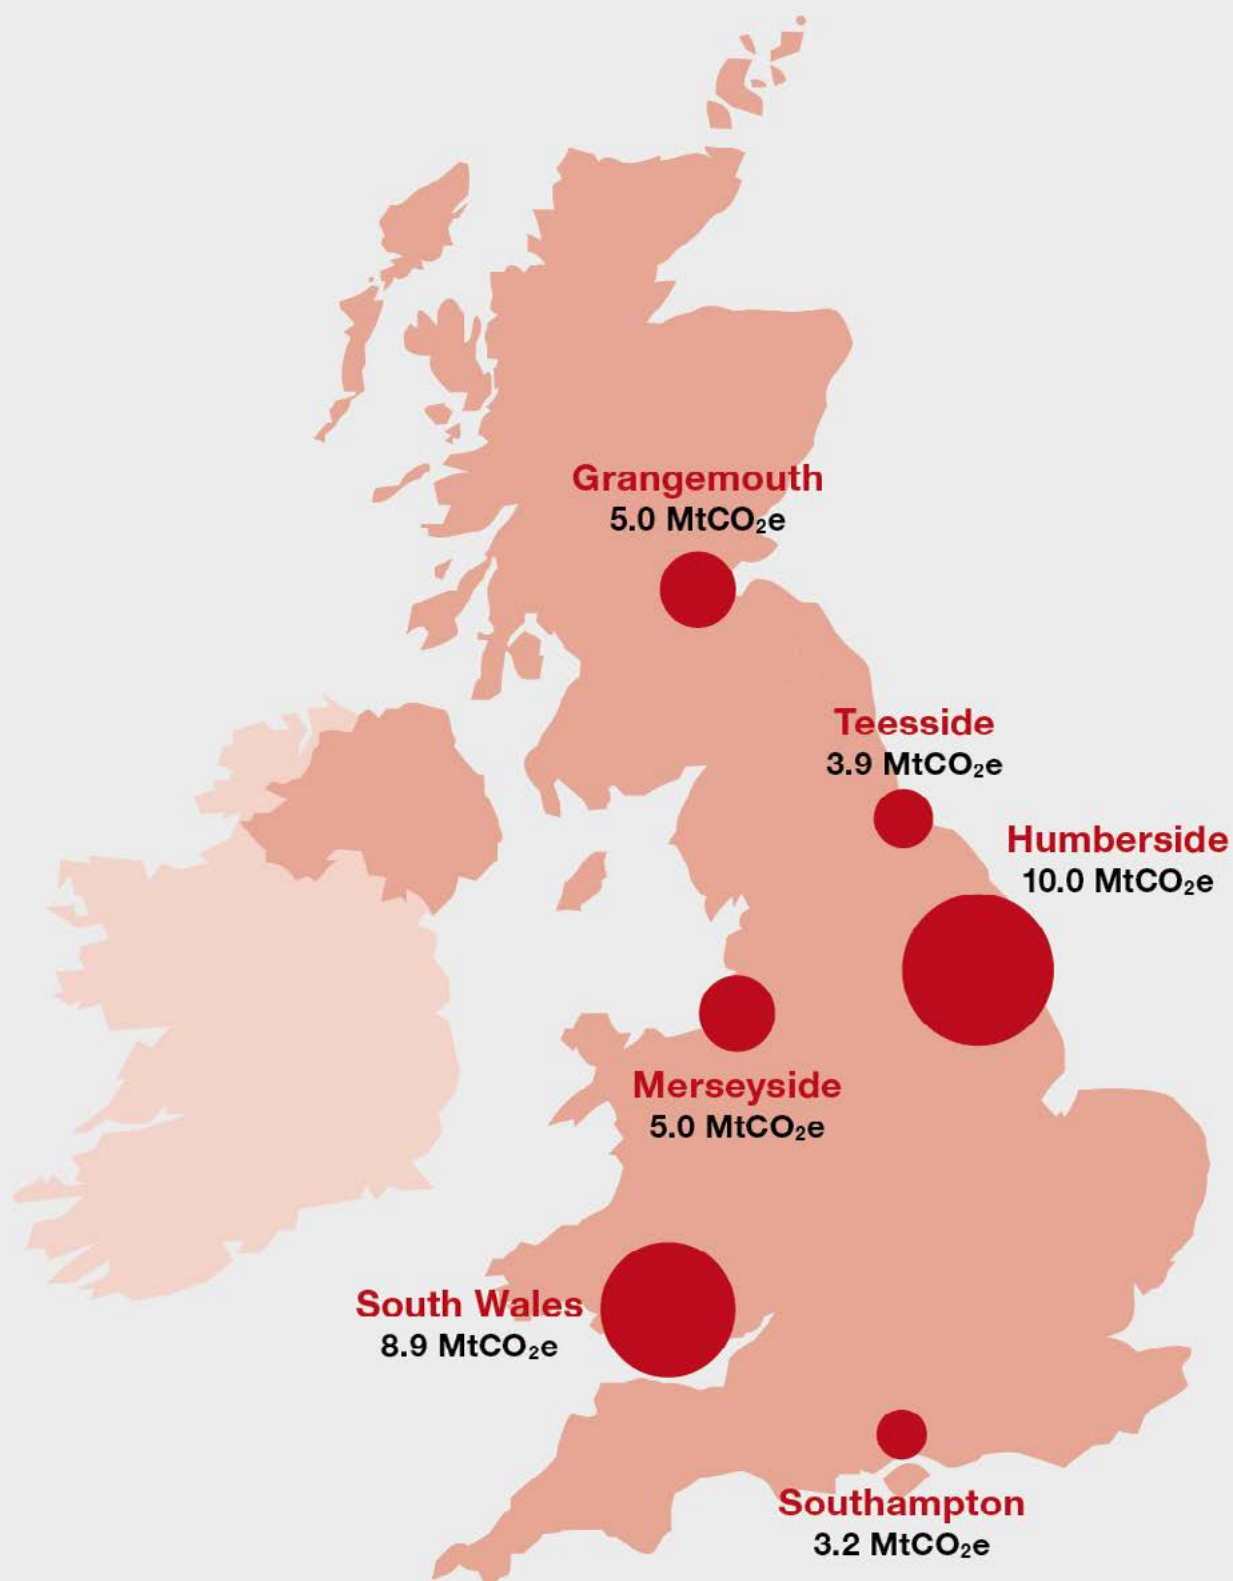 Grangemouth
5.0 MtCO₂e
Teesside
3.9 MtCO₂e
Humberside
10.0 MtCO₂e
Merseyside
5.0 MtCO₂e
South Wales
8.9 MtCO₂e
Southampton
3.2 MtCO₂e